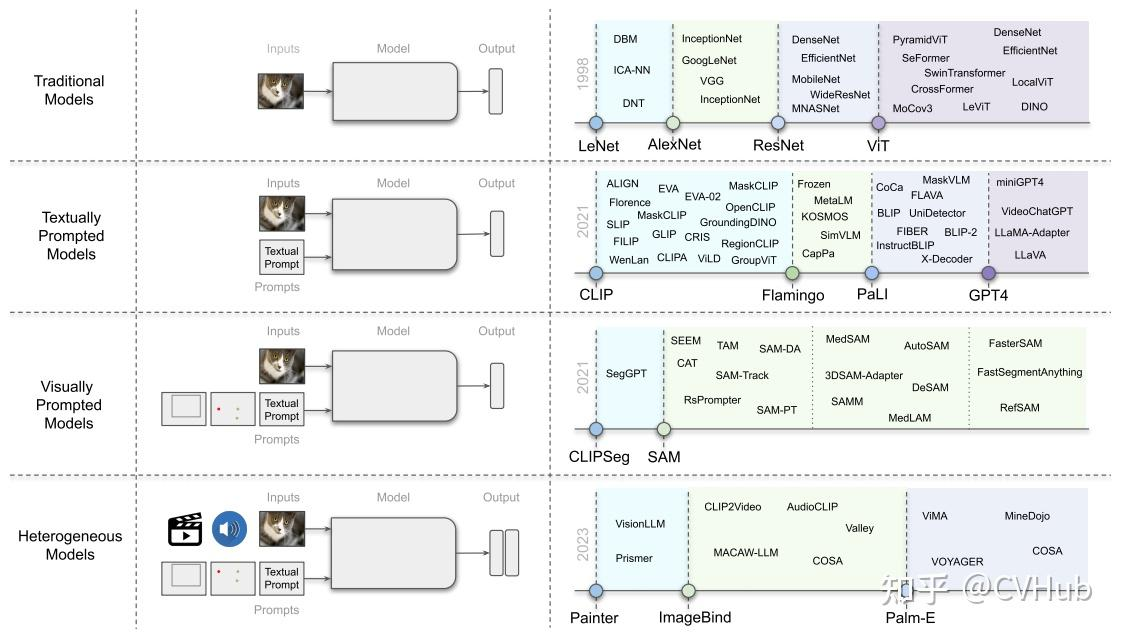 Traditional
Models
Inputs
Model
Output
1998
DBM
ICA-NN
DNT
InceptionNet
GoogLeNet
VGG
InceptionNet
DenseNet
EfficientNet
MobileNet
WideResNet
MNASNet
PyramidViT
DenseNet
EfficientNet
SeFormer
SwinTransformer
CrossFormer
LocalViT
MoCov3
LeViT
DINO
LeNet
AlexNet
ResNet
ViT
Textually
Prompted
Models
Inputs
Model
Output
Textual
Prompt
Prompts
2021
ALIGN
EVA
MaskCLIP
Florence
EVA-02
OpenCLIP
MaskCLIP
SLIP
GroundingDINO
GLIP
CRIS
FILIP
RegionCLIP
WenLan
CLIPA
ViLD
GroupViT
Frozen
MetaLM
KOSMOS
SimVLM
CapPa
CoCa
MaskVLM
FLAVA
BLIP
UniDetector
FIBER
BLIP-2
InstructBLIP
X-Decoder
miniGPT4
VideoChatGPT
LLaMA-Adapter
LLaVA
CLIP
Flamingo
PaLI
GPT4
Visually
Prompted
Models
Inputs
Model
Output
Textual
Prompt
Prompts
2021
SegGPT
SEEM
TAM
SAM-DA
CAT
SAM-Track
RsPrompter
SAM-PT
MedSAM
AutoSAM
3DSAM-Adapter
DeSAM
SAMM
MedLAM
FasterSAM
FastSegmentAnything
RefSAM
CLIPSeg
SAM
Heterogeneous
Models
Inputs
Model
Output
Textual
Prompt
Prompts
2023
VisionLLM
Prismer
CLIP2Video
AudioCLIP
Valley
MACAW-LLM
COSA
ViMA
MineDojo
COSA
VOYAGER
Painter
ImageBind
Palm-E
知乎 @CVHub